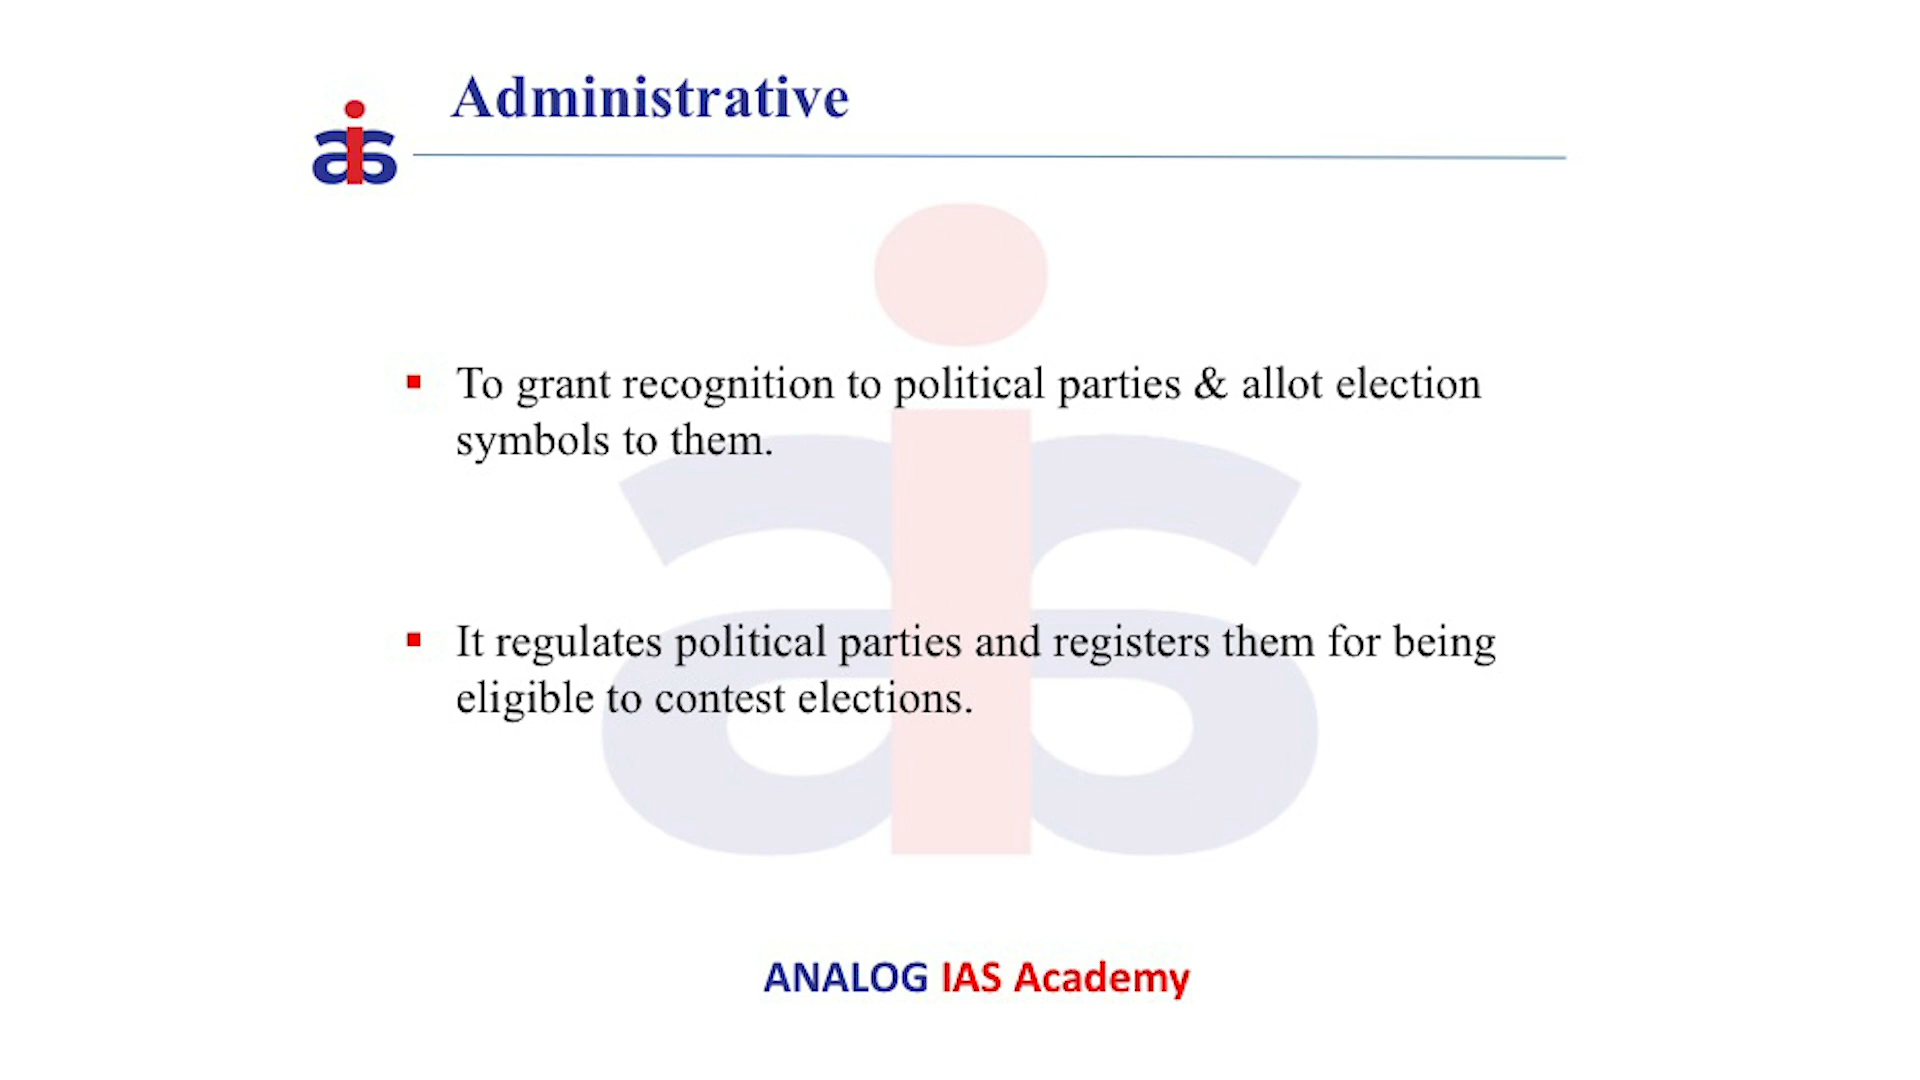 Administrative
ais
To grant recognition to political parties & allot election
symbols to them.
It regulates political parties and registers them for being
eligible to contest elections.
ANALOG IAS Academy